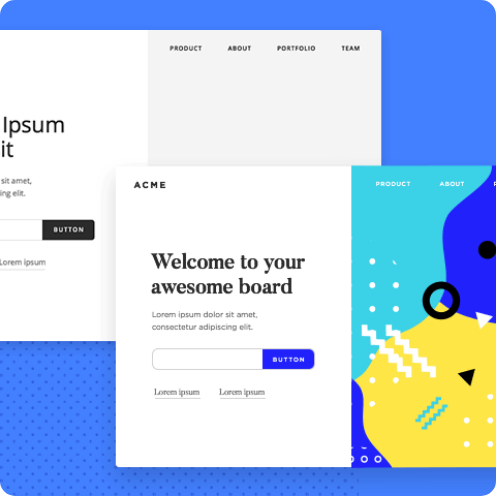 PRODUCT ABOUT PORTFOLIO TEAM
Ipsum
it
sit amet,
ing elit.
BUTTON
Lorem ipsum
ACME
PRODUCT ABOUT
Welcome to your
awesome board
Lorem ipsum dolor sit amet,
consectetur adipiscing elit.
BUTTON
Lorem ipsum Lorem ipsum